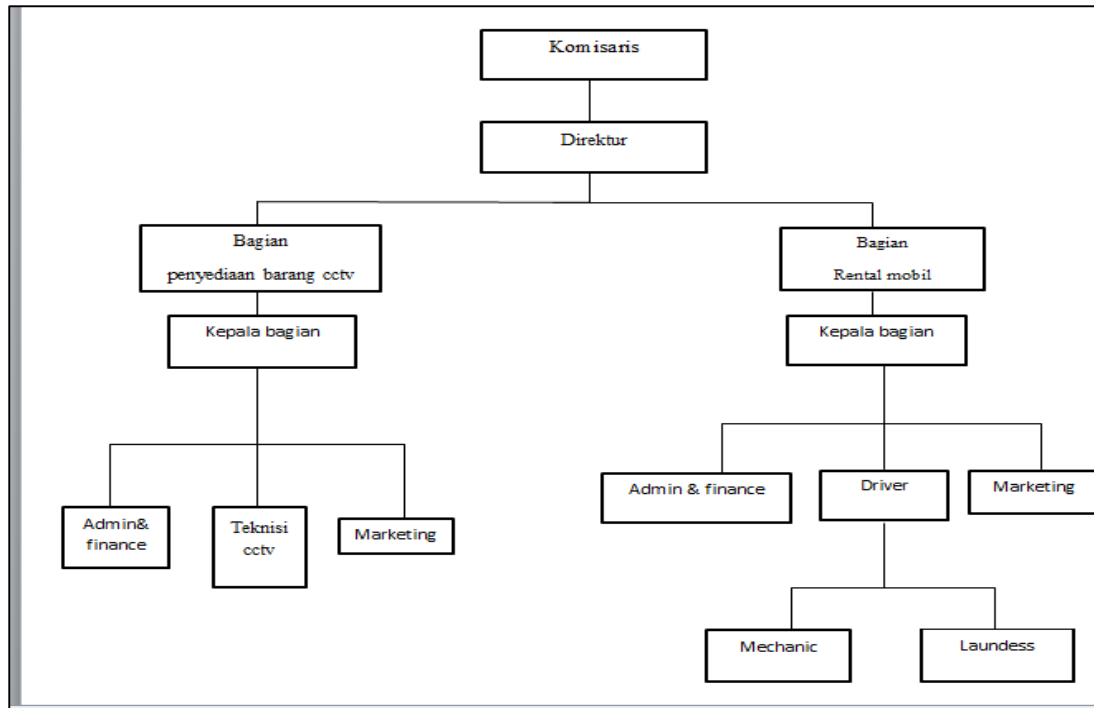 Komisaris
Direktur
Bagian
penyediaan barang cctv
Bagian
Rental mobil
Kepala bagian
Kepala bagian
Admin&
finance
Teknisi
cctv
Marketing
Admin & finance
Driver
Marketing
Mechanic
Laundess